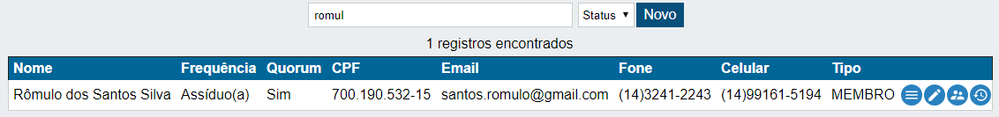 romul Status Novo
1 registros encontrados
Nome Frequência Quorum CPF Email Fone Celular Tipo
Rômulo dos Santos Silva Assíduo(a) Sim 700.190.532-15 santos.romulo@gmail.com (14)3241-2243 (14)99161-5194 MEMBRO